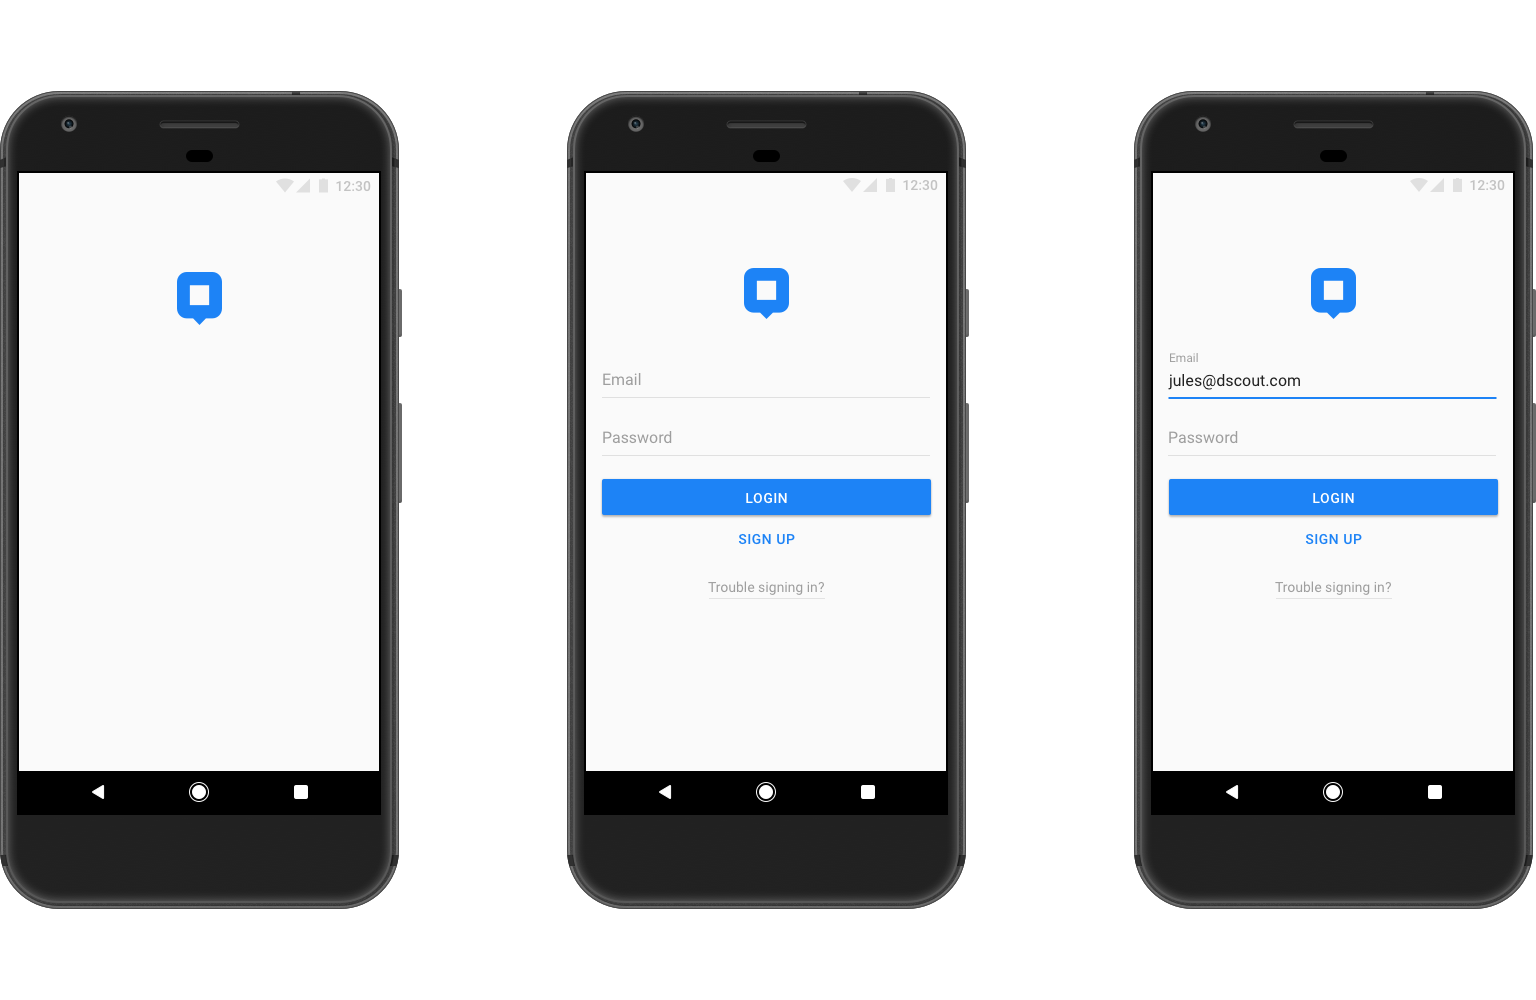 12:30
12:30
Email
Password
LOGIN
SIGN UP
Trouble signing in?
12:30
Email
jules@dscout.com
Password
LOGIN
SIGN UP
Trouble signing in?